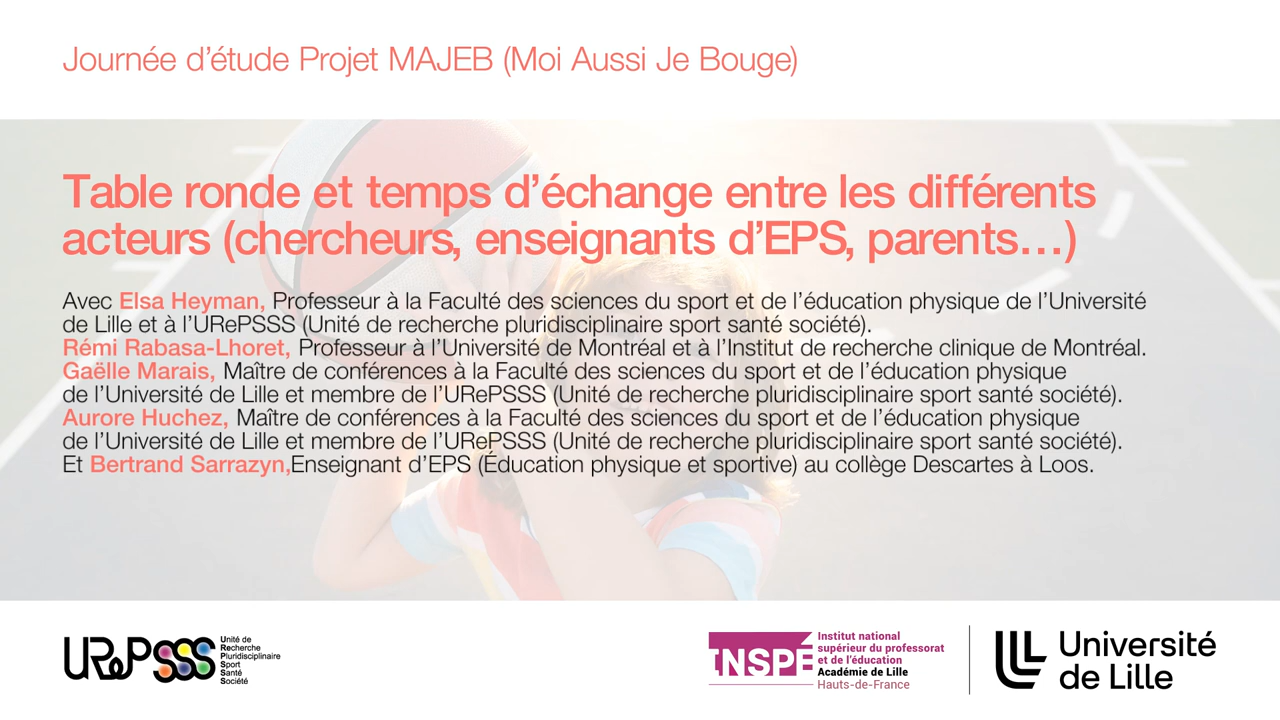 Journée d’étude Projet MAJEB (Moi Aussi Je Bouge)
Table ronde et temps d’échange entre les différents
acteurs (chercheurs, enseignants d’EPS, parents…)
Avec Elsa Heyman, Professeur à la Faculté des sciences du sport et de l’éducation physique de l’Université
de Lille et à l’URePSSS (Unité de recherche pluridisciplinaire sport santé société).
Rémi Rabasa-Lhoret, Professeur à l’Université de Montréal et à l’Institut de recherche clinique de Montréal.
Gaëlle Marais, Maître de conférences à la Faculté des sciences du sport et de l’éducation physique
de l’Université de Lille et membre de l’URePSSS (Unité de recherche pluridisciplinaire sport santé société).
Aurore Huchez, Maître de conférences à la Faculté des sciences du sport et de l’éducation physique
de l’Université de Lille et membre de l’URePSSS (Unité de recherche pluridisciplinaire sport santé société).
Et Bertrand Sarrazyn,Enseignant d’EPS (Education physique et sportive) au collège Descartes à Loos.
URePSSS
Unité de
Recherche
Pluridisciplinaire
Sport
Santé
Société
INSPÉ
Institut national
supérieur du professorat
et de l’éducation
Académie de Lille
Hauts-de-France
Université
de Lille